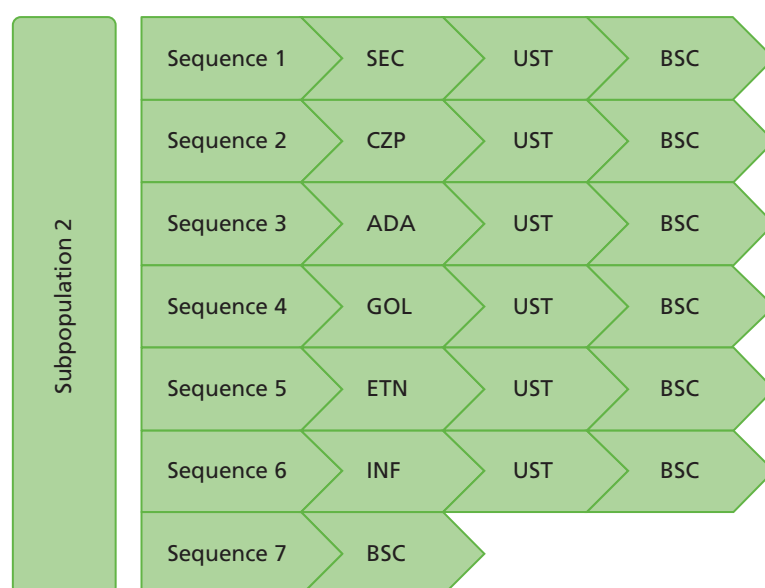 Subpopulation 2
Sequence 1 SEC UST BSC
Sequence 2 CZP UST BSC
Sequence 3 ADA UST BSC
Sequence 4 GOL UST BSC
Sequence 5 ETN UST BSC
Sequence 6 INF UST BSC
Sequence 7 BSC